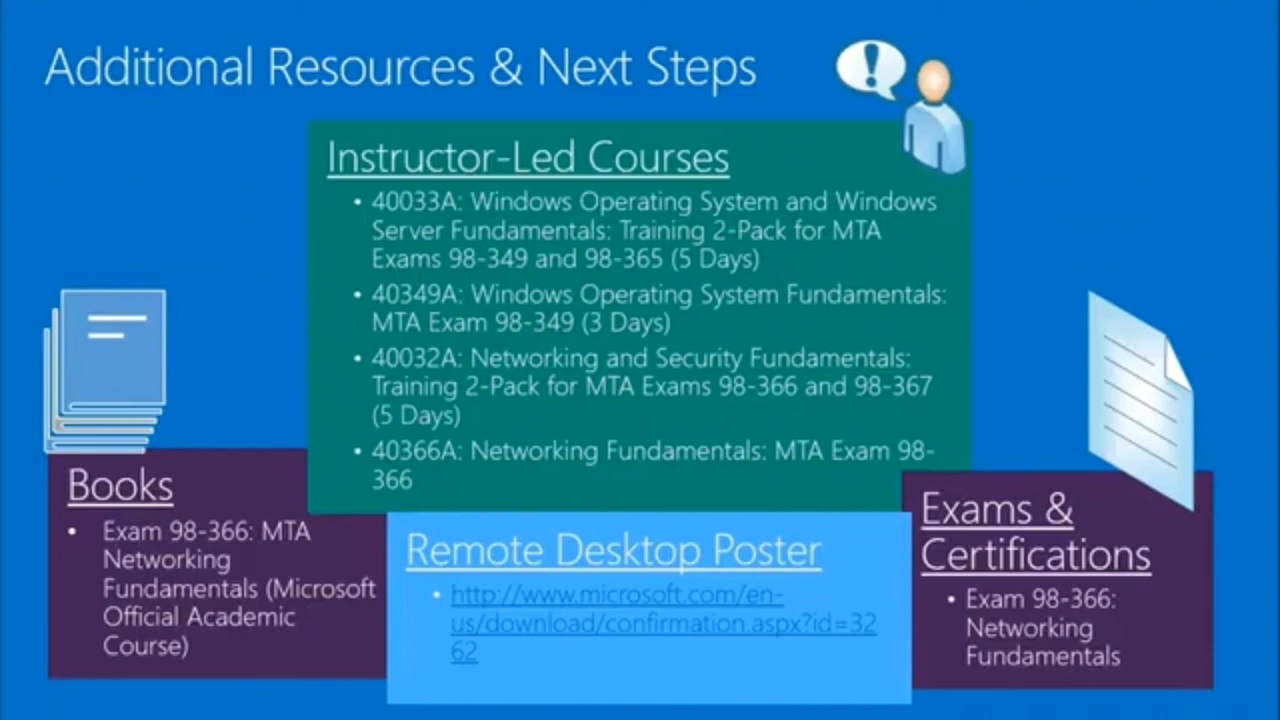 Additional Resources & Next Steps
!
Instructor-Led Courses
• 40033A: Windows Operating System and Windows
Server Fundamentals: Training 2-Pack for MTA
Exams 98-349 and 98-365 (5 Days)
• 40349A: Windows Operating System Fundamentals:
MTA Exam 98-349 (3 Days)
• 40032A: Networking and Security Fundamentals:
Training 2-Pack for MTA Exams 98-366 and 98-367
(5 Days)
• 40366A: Networking Fundamentals: MTA Exam 98-
366
Books
• Exam 98-366: MTA
Networking
Fundamentals (Microsoft
Official Academic
Course)
Remote Desktop Poster
• http://www.microsoft.com/en-
us/download/confirmation.aspx?id=32
62
Exams &
Certifications
• Exam 98-366:
Networking
Fundamentals